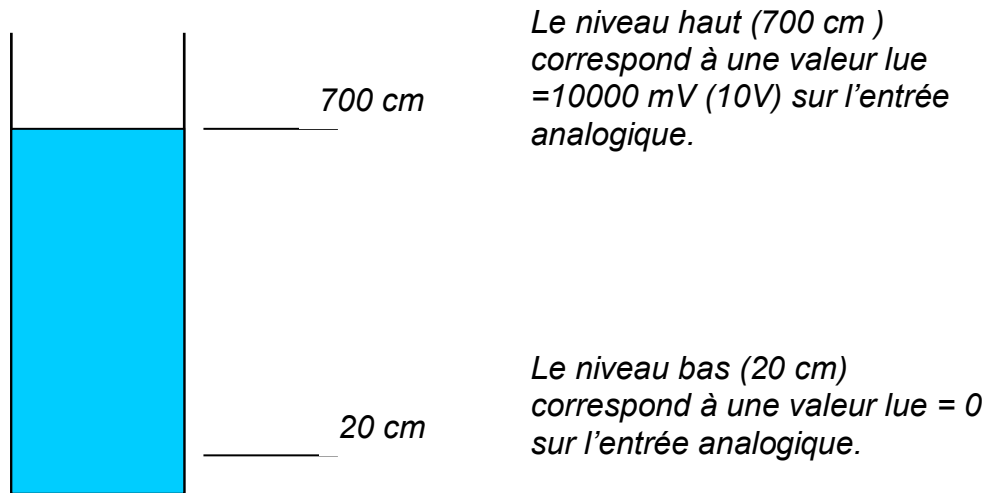 Le niveau haut (700 cm )
correspond à une valeur lue
=10000 mV (10V) sur l’entrée
analogique.
700 cm
Le niveau bas (20 cm)
correspond à une valeur lue = 0
sur l’entrée analogique.
20 cm